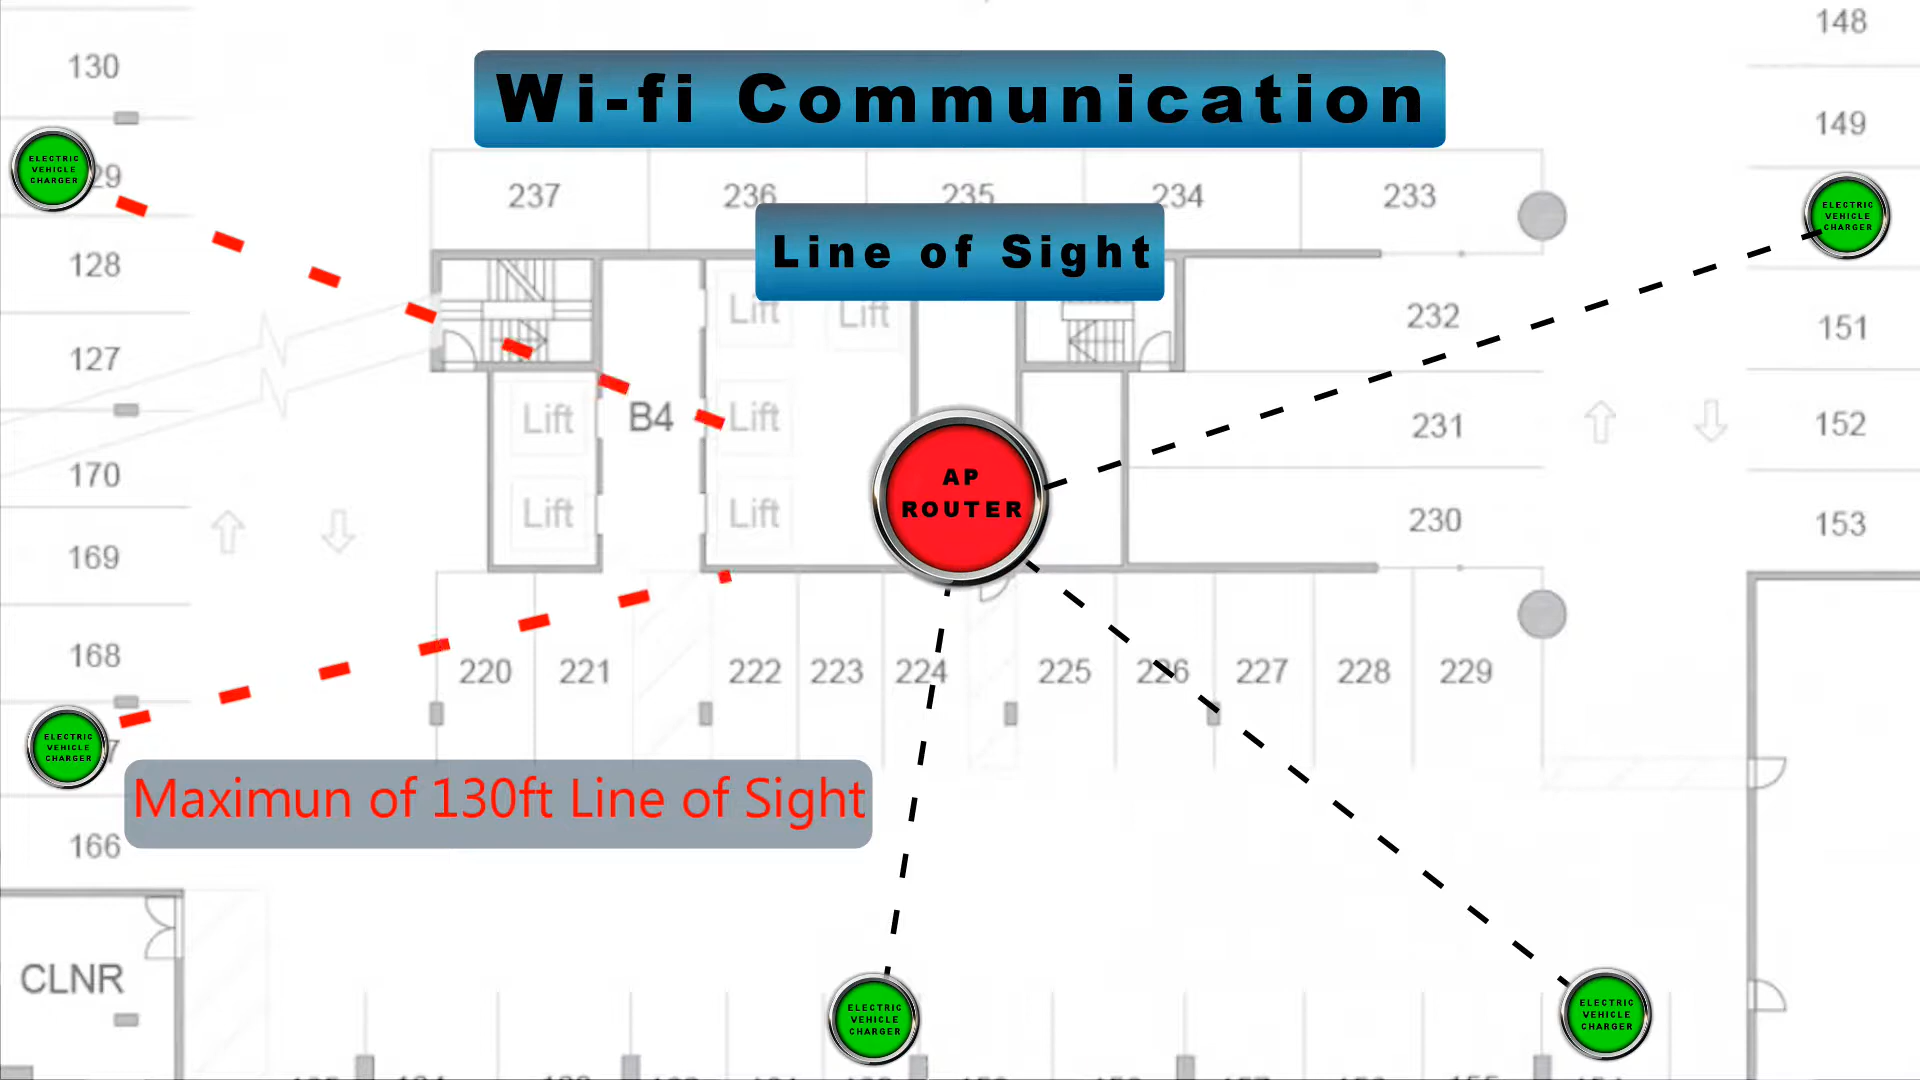 148
130
Wi-fi Communication
149
ELECTRIC
VEHICLE
CHARGER
29
237
236
235
234
233
ELECTRIC
VEHICLE
CHARGER
128
Line of Sight
Lift
Lift
232
151
127
Lift
B4
Lift
231
152
170
AP
ROUTER
Lift
Lift
230
153
169
168
220
221
222
223
224
225
226
227
228
229
ELECTRIC
VEHICLE
CHARGER
7
Maximun of 130ft Line of Sight
166
CLNR
ELECTRIC
VEHICLE
CHARGER
ELECTRIC
VEHICLE
CHARGER